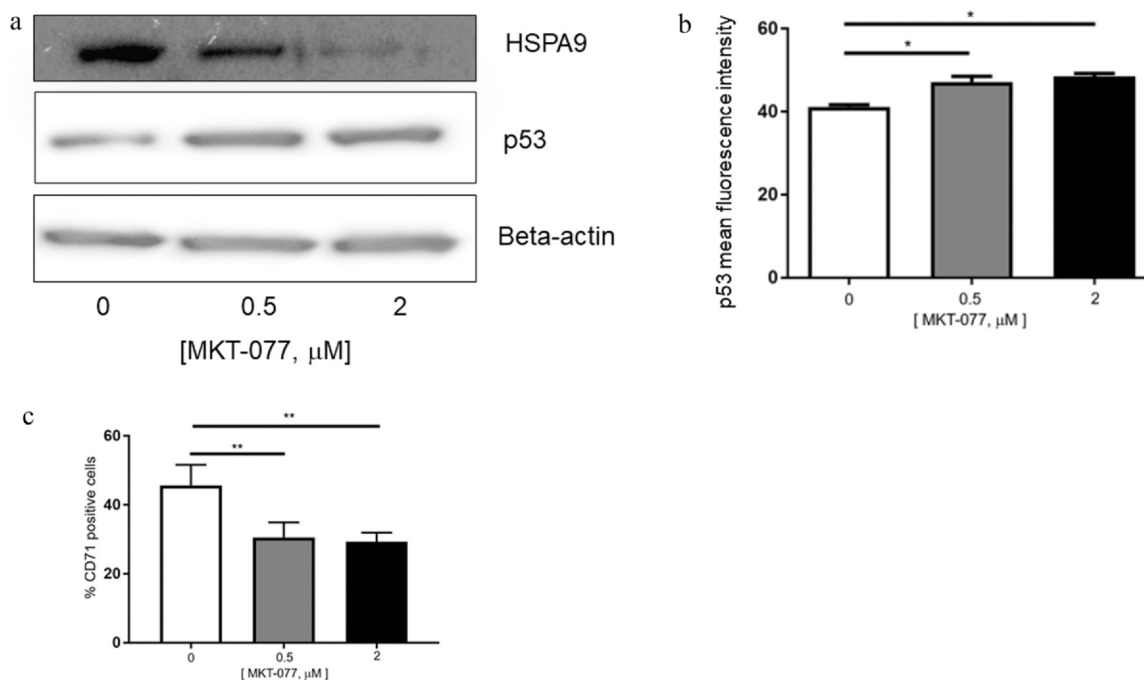 a
HSPA9
p53
Beta-actin
0 0.5 2
[MKT-077, μM]
b
p53 mean fluorescence intensity
60
40
20
0
*
*
0 0.5 2
[ MKT-077, μM ]
c
% CD71 positive cells
60
40
20
0
**
**
0 0.5 2
[ MKT-077, μM ]